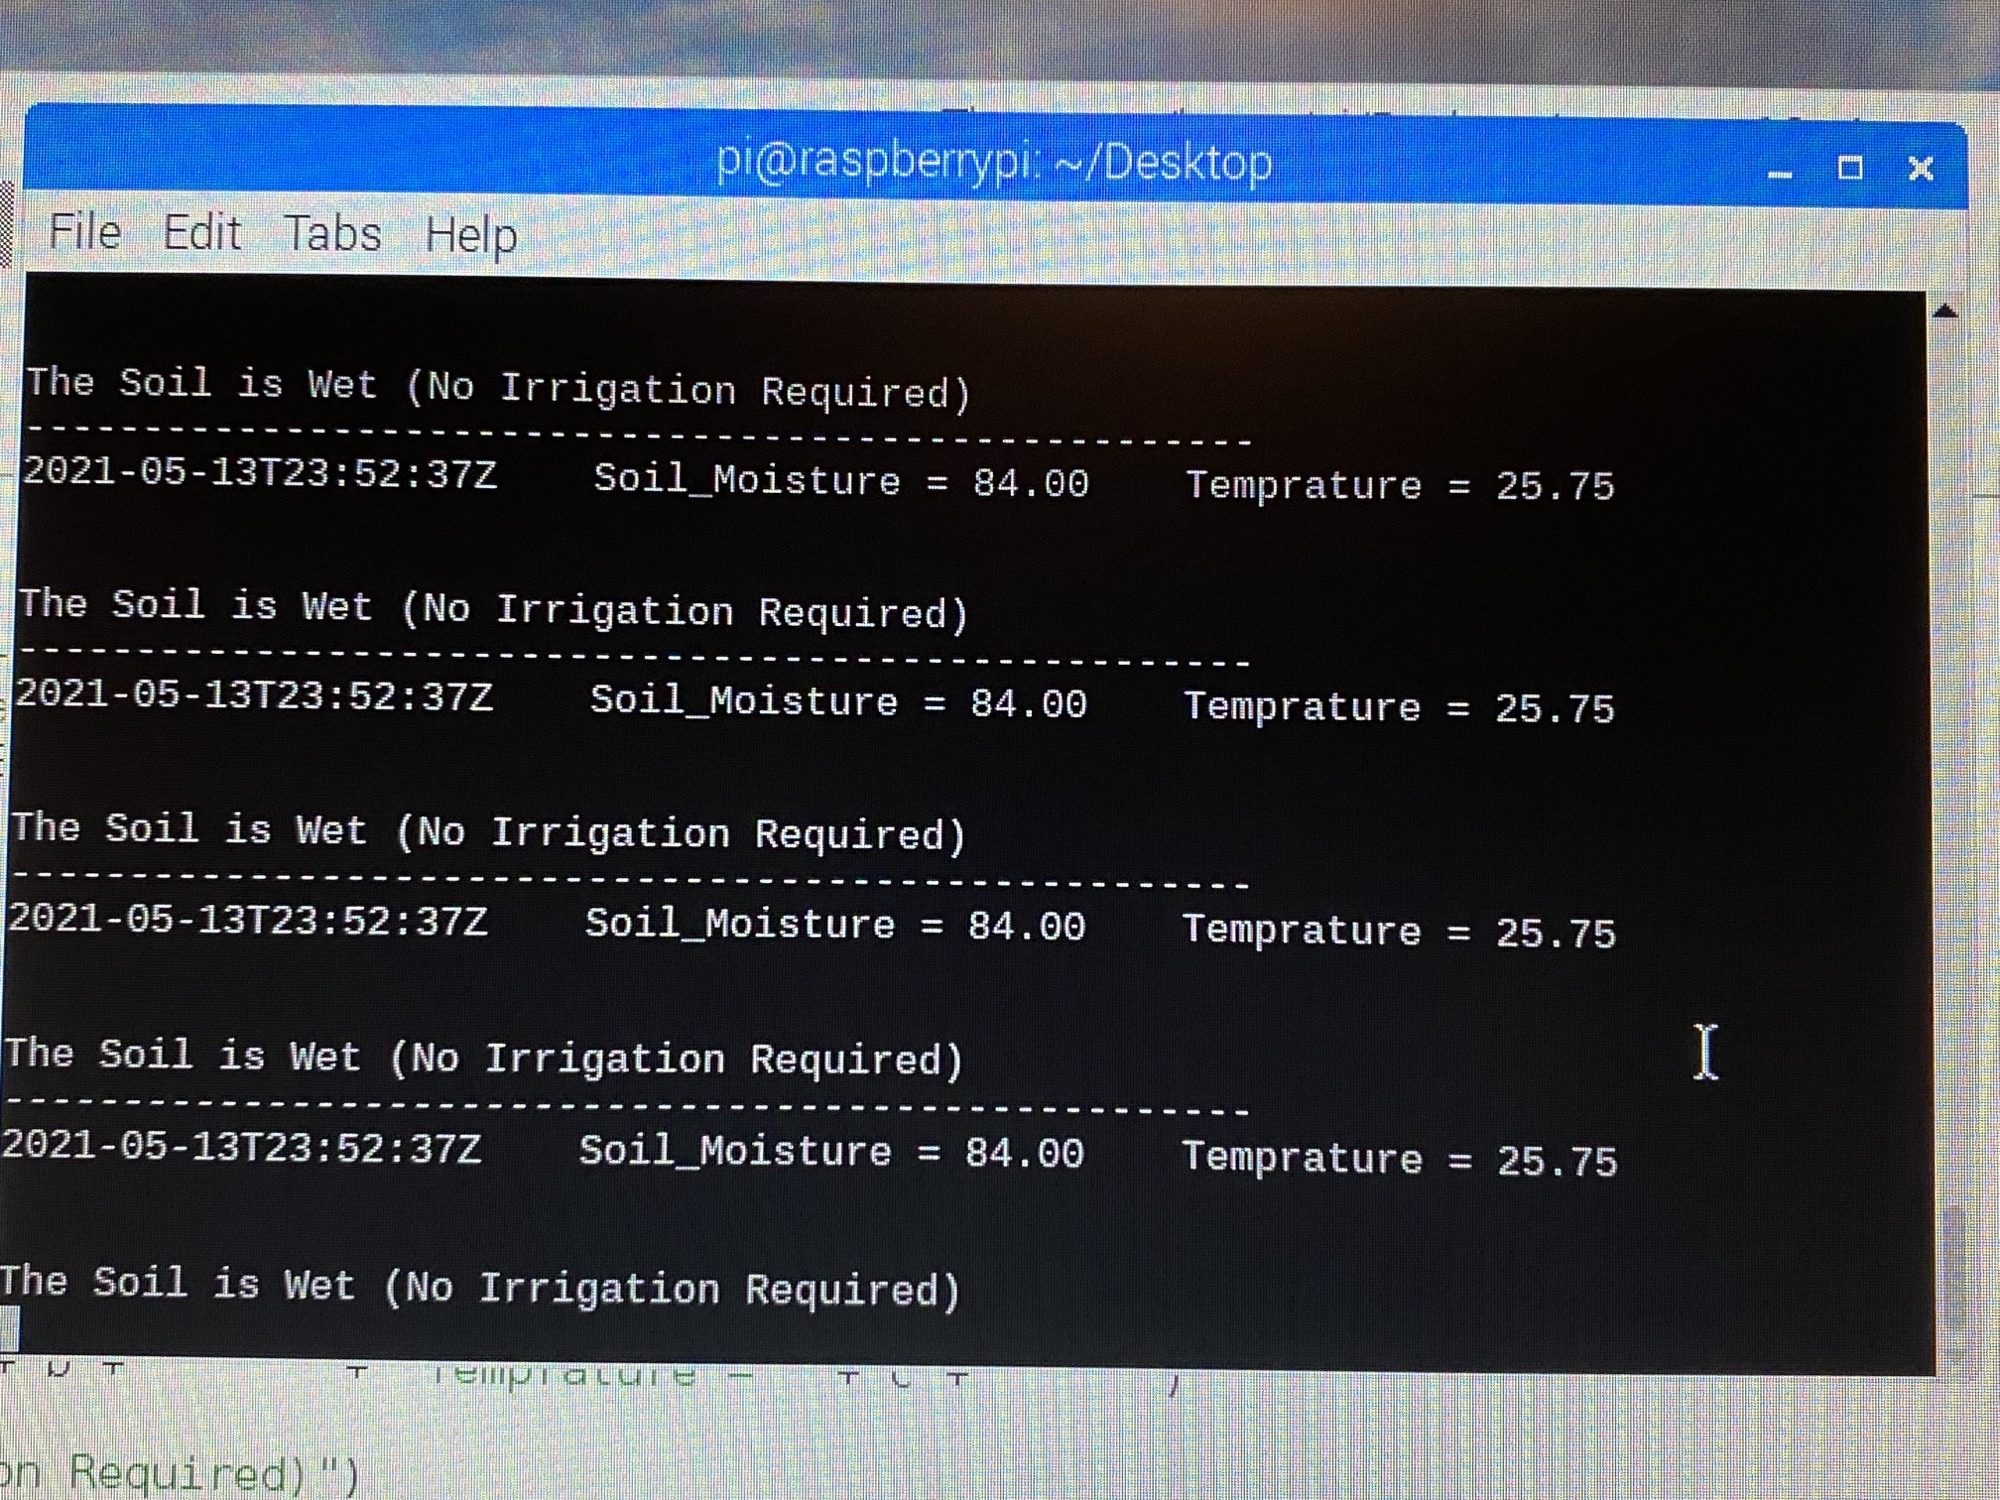 pi@raspberrypi: ~/Desktop
File Edit Tabs Help
The Soil is Wet (No Irrigation Required)
-----------------------------------------------------
2021-05-13T23:52:37Z    Soil_Moisture = 84.00    Temprature = 25.75
The Soil is Wet (No Irrigation Required)
-----------------------------------------------------
2021-05-13T23:52:37Z    Soil_Moisture = 84.00    Temprature = 25.75
The Soil is Wet (No Irrigation Required)
-----------------------------------------------------
2021-05-13T23:52:37Z    Soil_Moisture = 84.00    Temprature = 25.75
The Soil is Wet (No Irrigation Required)
-----------------------------------------------------
2021-05-13T23:52:37Z    Soil_Moisture = 84.00    Temprature = 25.75
The Soil is Wet (No Irrigation Required)
Temprature =
on Required)")